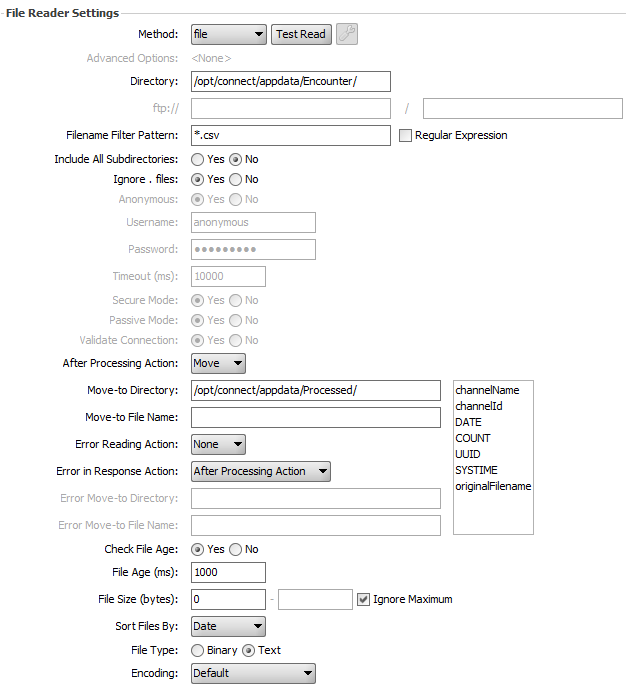 File Reader Settings
Method: file Test Read
Advanced Options: <None>
Directory: /opt/connect/appdata/Encounter/
ftp:// /
Filename Filter Pattern: *.csv Regular Expression
Include All Subdirectories: Yes No
Ignore . files: Yes No
Anonymous: Yes No
Username: anonymous
Password: ●●●●●●●●●
Timeout (ms): 10000
Secure Mode: Yes No
Passive Mode: Yes No
Validate Connection: Yes No
After Processing Action: Move
Move-to Directory: /opt/connect/appdata/Processed/
Move-to File Name:
Error Reading Action: None
Error in Response Action: After Processing Action
Error Move-to Directory:
Error Move-to File Name:
channelName
channelId
DATE
COUNT
UUID
SYSTIME
originalFilename
Check File Age: Yes No
File Age (ms): 1000
File Size (bytes): 0 - Ignore Maximum
Sort Files By: Date
File Type: Binary Text
Encoding: Default